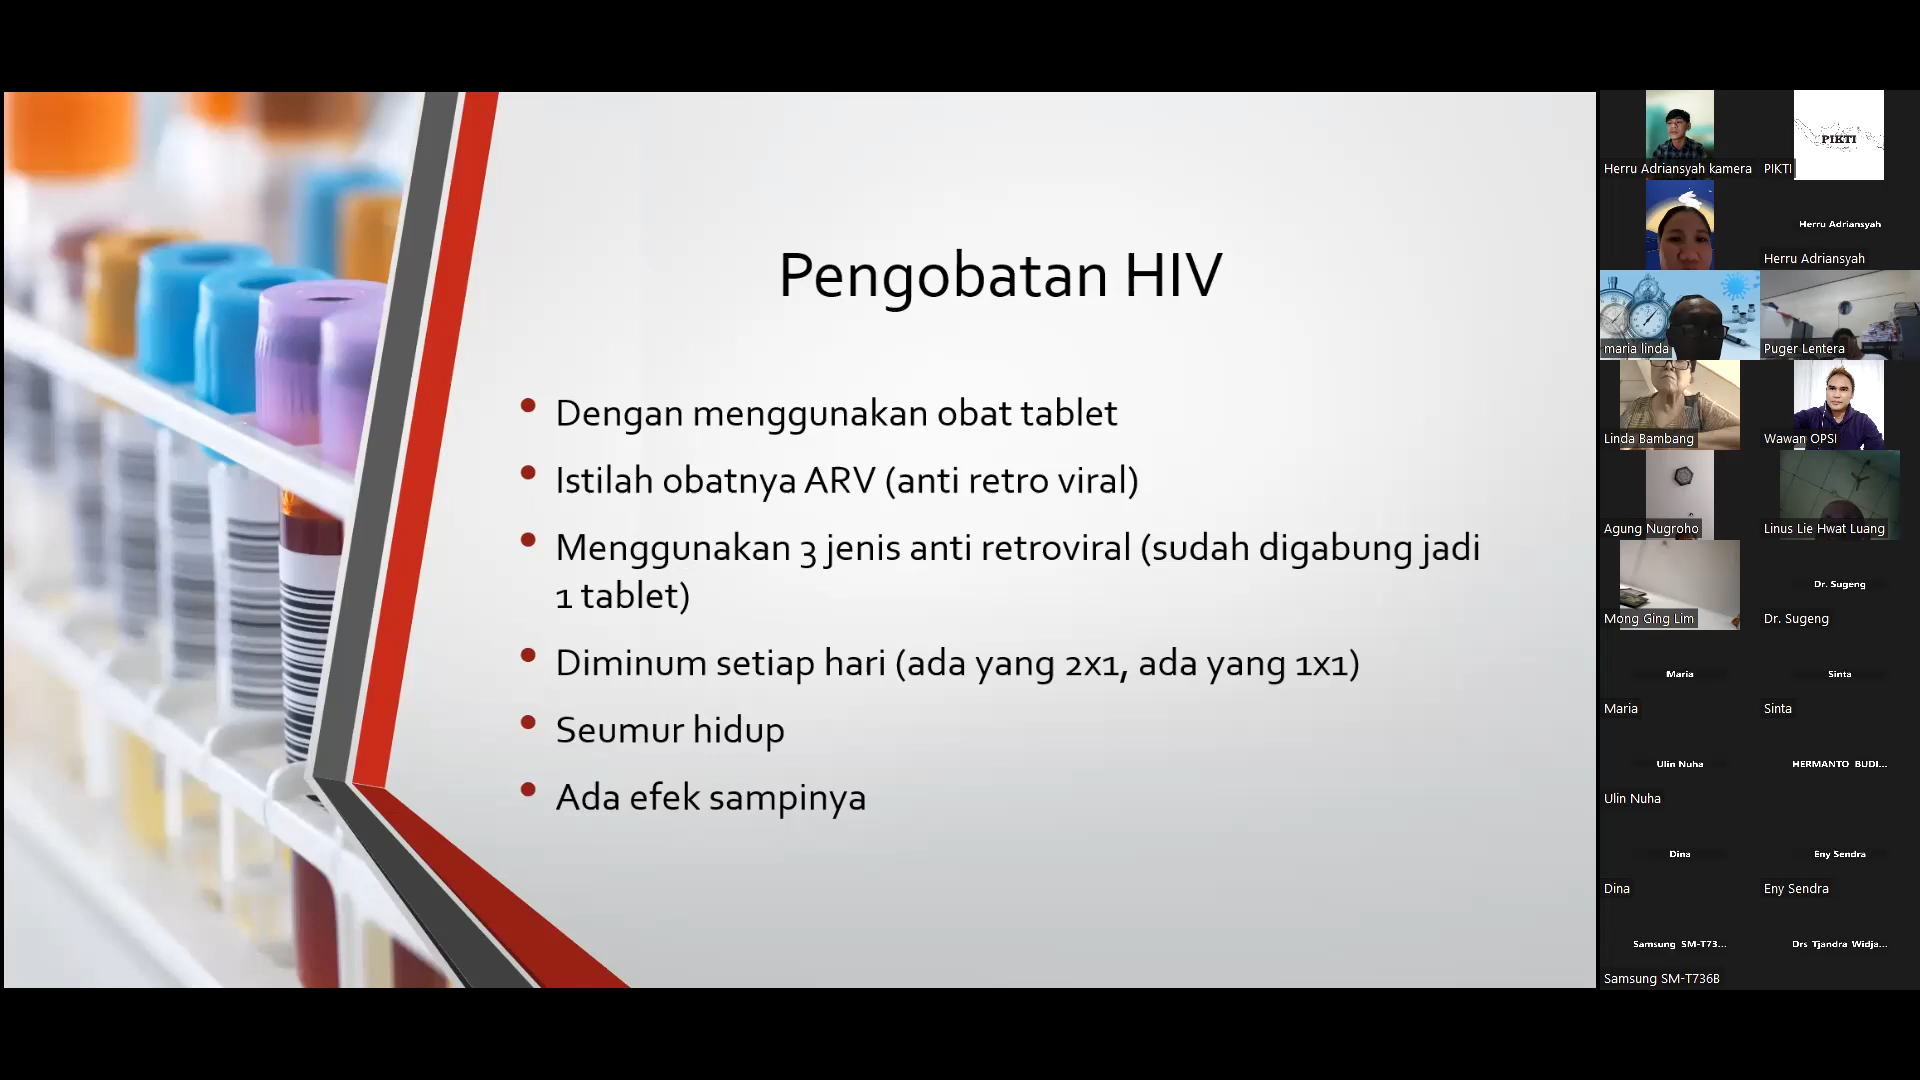 Pengobatan HIV
Dengan menggunakan obat tablet
Istilah obatnya ARV (anti retro viral)
Menggunakan 3 jenis anti retroviral (sudah digabung jadi
1 tablet)
Diminum setiap hari (ada yang 2x1, ada yang 1x1)
Seumur hidup
Ada efek sampinya
Herru Adriansyah kamera
PIKTI
PIKTI
Herru Adriansyah
Herru Adriansyah
maria linda
Puger Lentera
Linda Bambang
Wawan OPSI
Agung Nugroho
Linus Lie Hwat Luang
Mong Ging Lim
Dr. Sugeng
Dr. Sugeng
Maria
Maria
Sinta
Sinta
Ulin Nuha
Ulin Nuha
HERMANTO BUDI...
Dina
Dina
Eny Sendra
Eny Sendra
Samsung SM-T73...
Samsung SM-T736B
Drs Tjandra Widja...